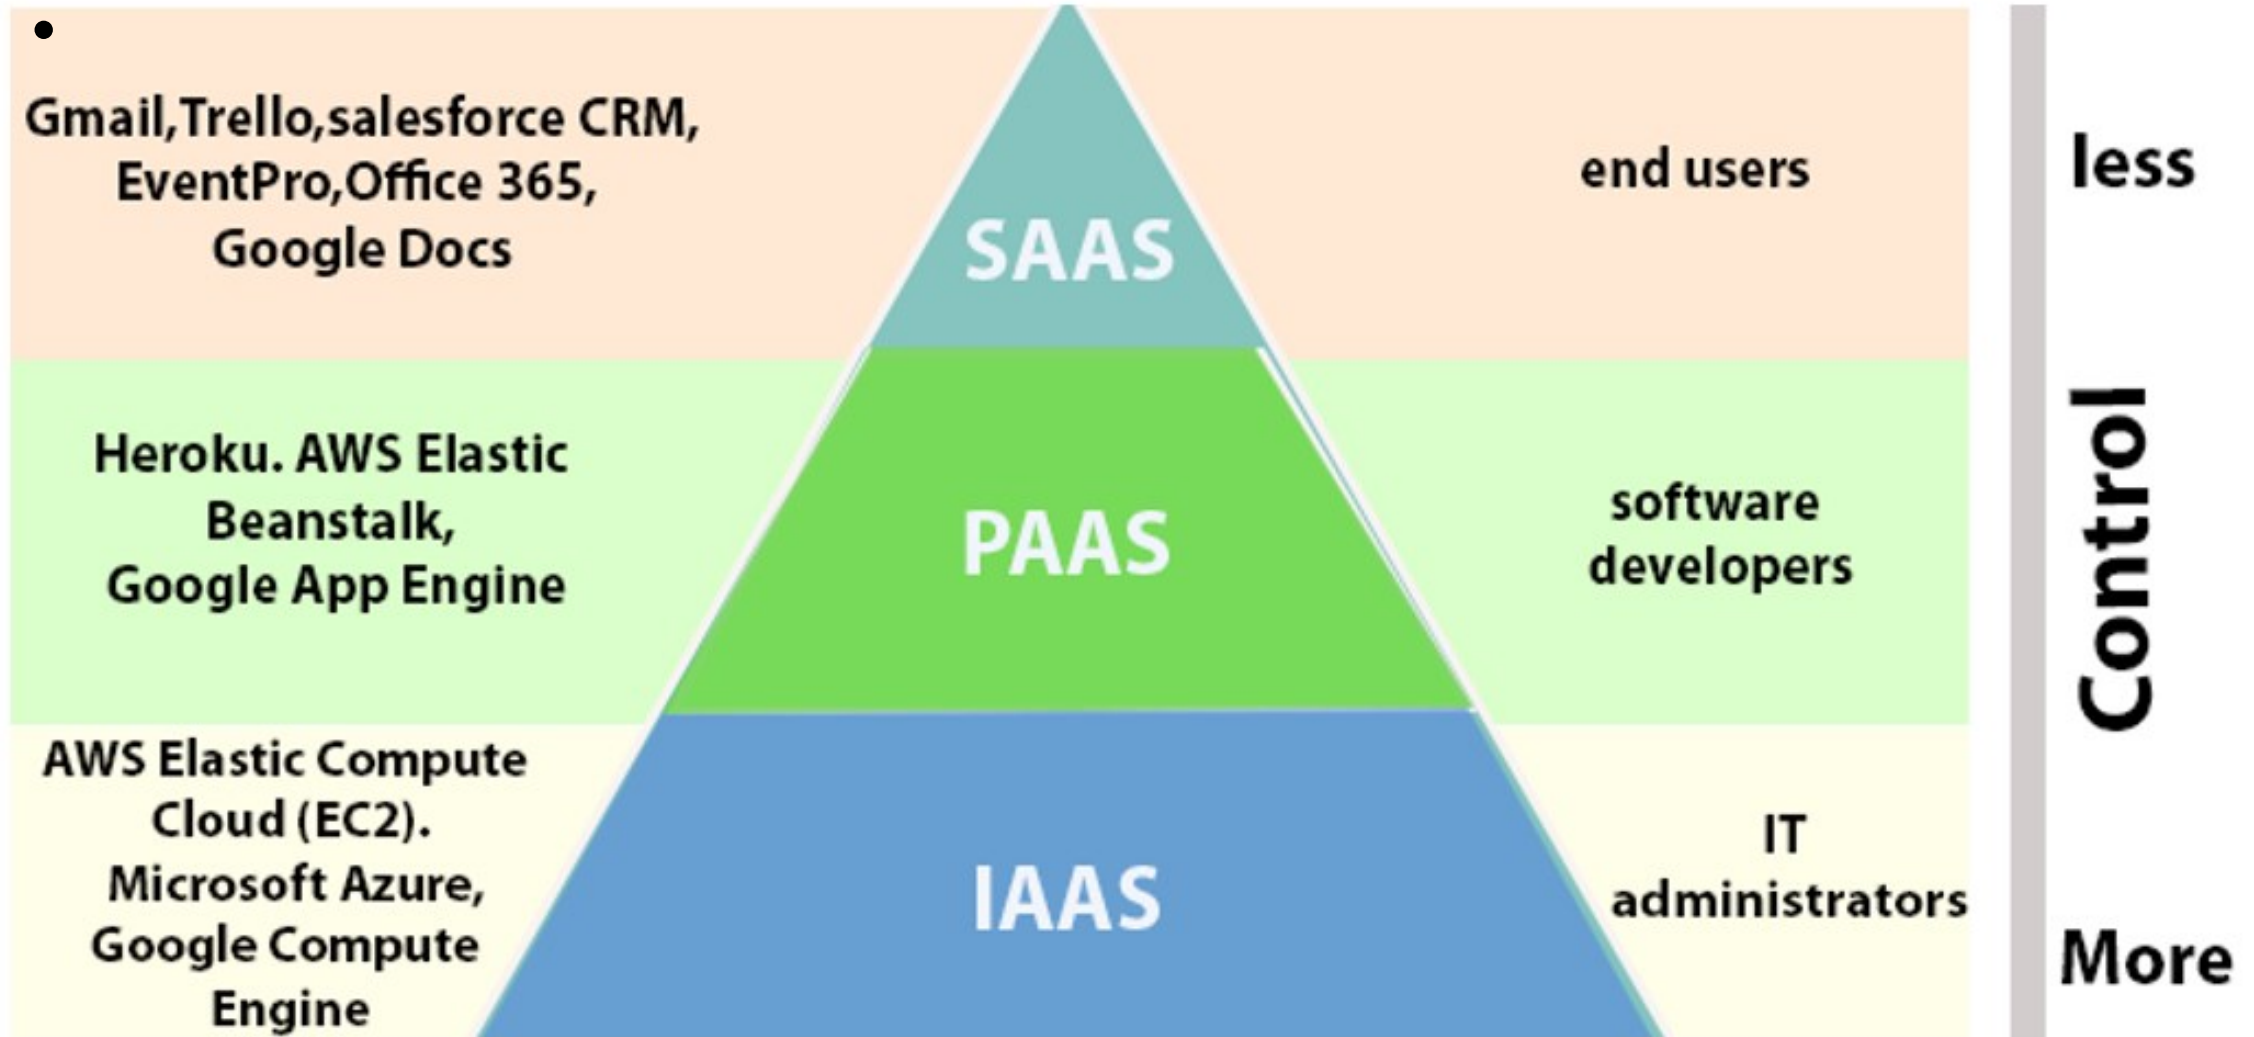 Gmail,Trello,salesforce CRM,
EventPro,Office 365,
Google Docs
SAAS
end users
less
Heroku. AWS Elastic
Beanstalk,
Google App Engine
PAAS
software
developers
Control
AWS Elastic Compute
Cloud (EC2).
Microsoft Azure,
Google Compute
Engine
IAAS
IT
administrators
More